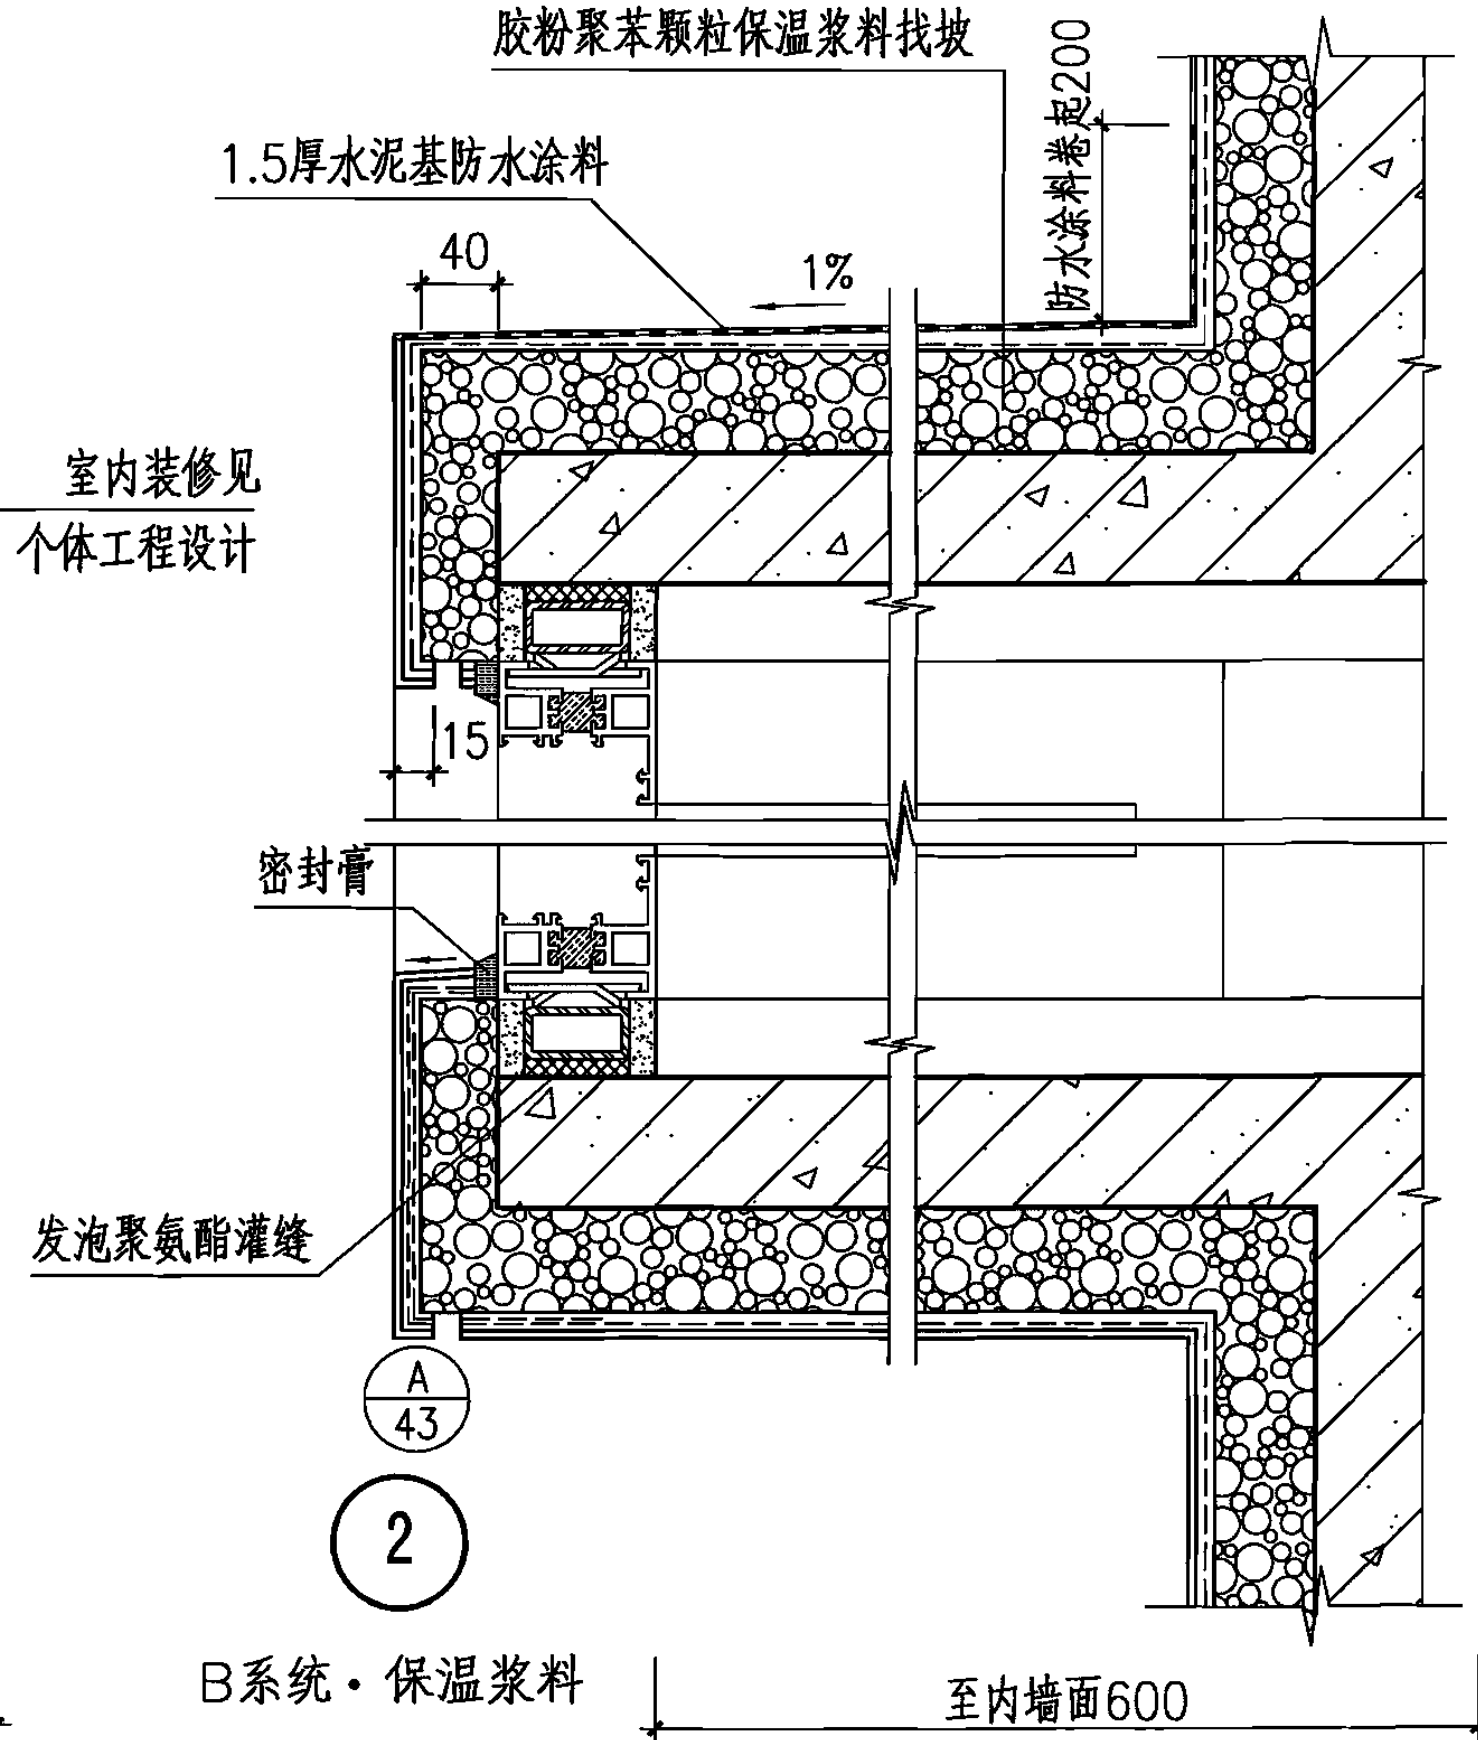 胶粉聚苯颗粒保温浆料找坡
防水涂料卷起200
1.5厚水泥基防水涂料
40
1%
室内装修见
个体工程设计
15
密封膏
发泡聚氨酯灌缝
A
43
2
B系统·保温浆料
至内墙面600